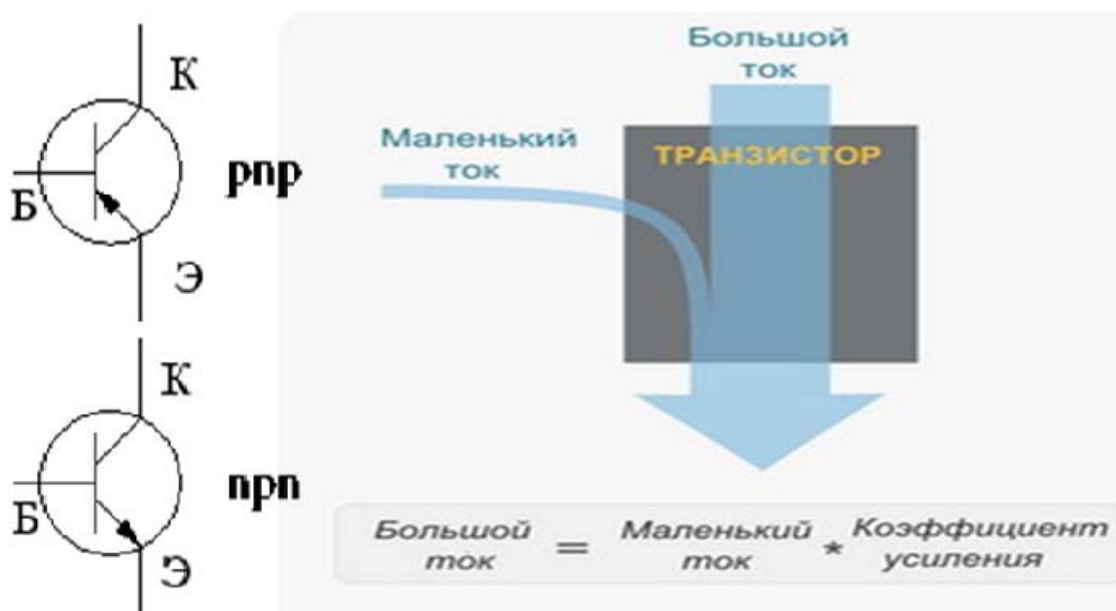 К
Б
pnp
Э
К
Б
npn
Э
Большой
ток
Маленький
ток
ТРАНЗИСТОР
Большой
ток
=
Маленький
ток
*
Коэффициент
усиления